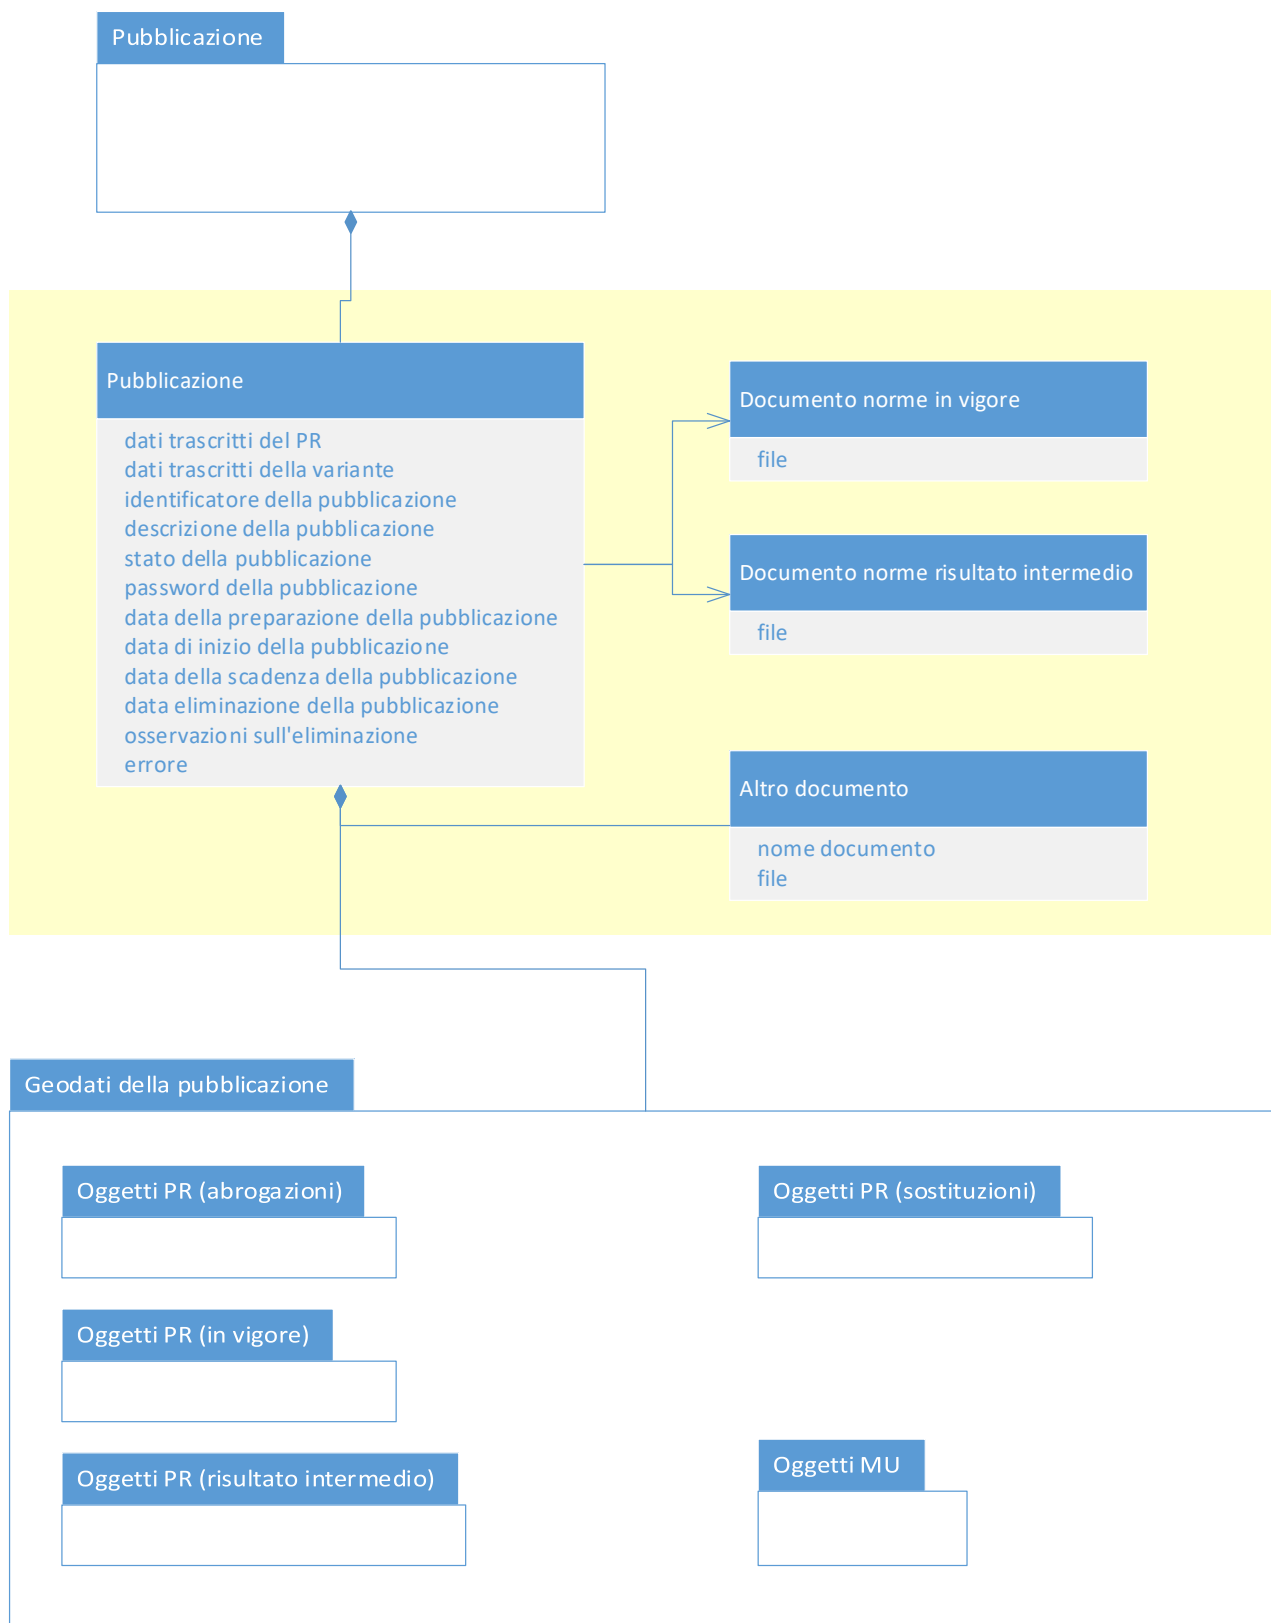 Pubblicazione
Pubblicazione
dati trascritti del PR
dati trascritti della variante
identificatore della pubblicazione
descrizione della pubblicazione
stato della pubblicazione
password della pubblicazione
data della preparazione della pubblicazione
data di inizio della pubblicazione
data della scadenza della pubblicazione
data eliminazione della pubblicazione
osservazioni sull'eliminazione
errore
Documento norme in vigore
file
Documento norme risultato intermedio
file
Altro documento
nome documento
file
Geodati della pubblicazione
Oggetti PR (abrogazioni)
Oggetti PR (sostituzioni)
Oggetti PR (in vigore)
Oggetti PR (risultato intermedio)
Oggetti MU